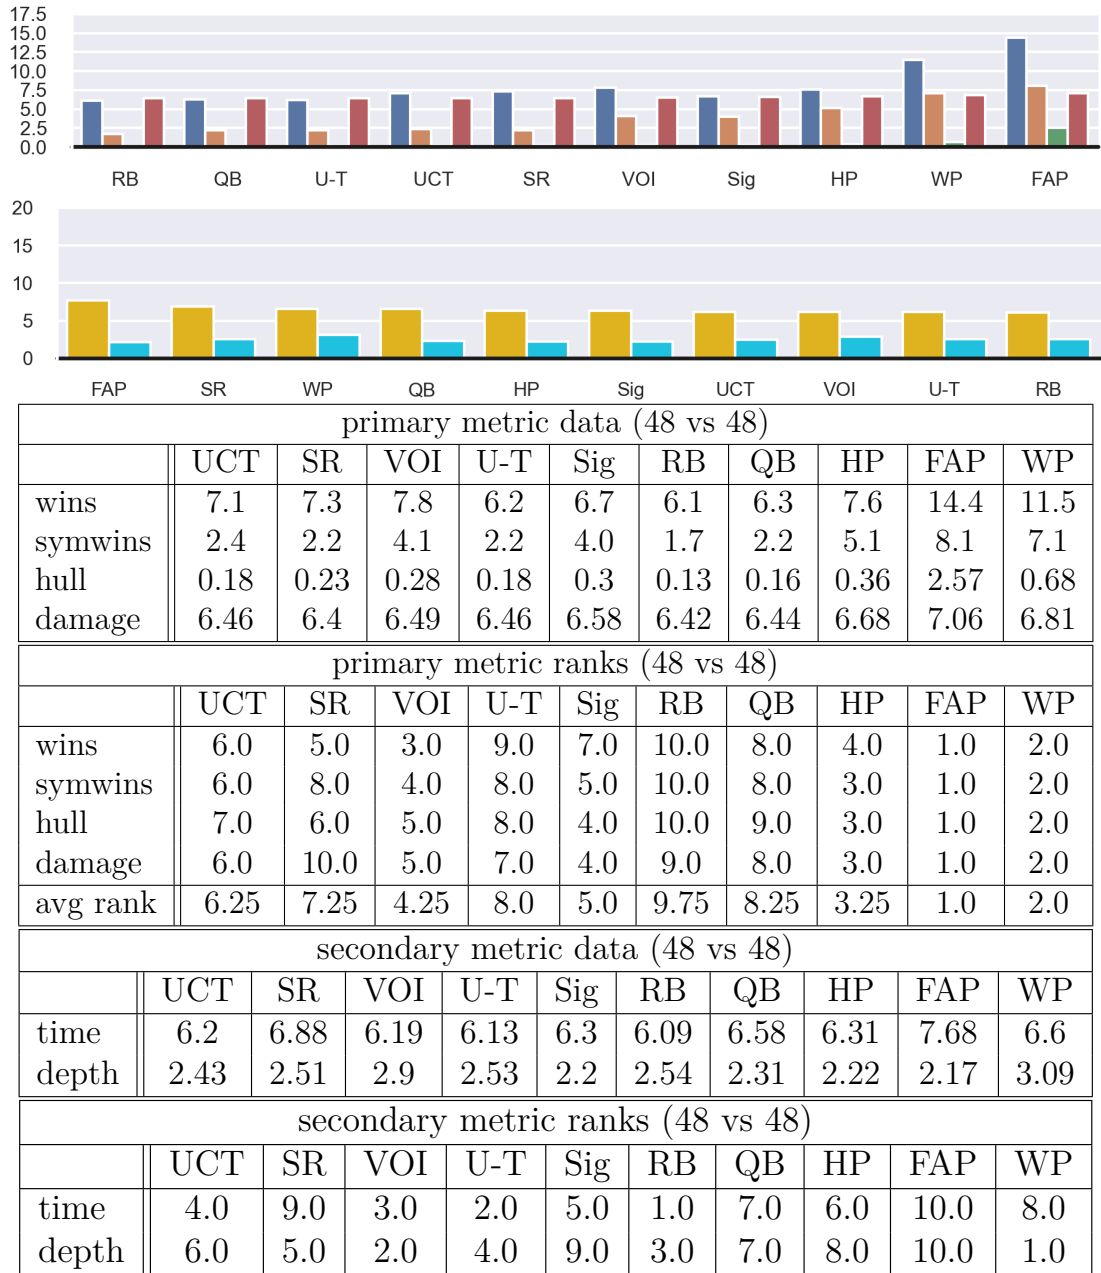 17.5
15.0
12.5
10.0
7.5
5.0
2.5
0.0
RB QB U-T UCT SR VOI Sig HP WP FAP
20
15
10
5
0
FAP SR WP QB HP Sig UCT VOI U-T RB
primary metric data (48 vs 48)
UCT SR VOI U-T Sig RB QB HP FAP WP
wins 7.1 7.3 7.8 6.2 6.7 6.1 6.3 7.6 14.4 11.5
symwins 2.4 2.2 4.1 2.2 4.0 1.7 2.2 5.1 8.1 7.1
hull 0.18 0.23 0.28 0.18 0.3 0.13 0.16 0.36 2.57 0.68
damage 6.46 6.4 6.49 6.46 6.58 6.42 6.44 6.68 7.06 6.81
primary metric ranks (48 vs 48)
UCT SR VOI U-T Sig RB QB HP FAP WP
wins 6.0 5.0 3.0 9.0 7.0 10.0 8.0 4.0 1.0 2.0
symwins 6.0 8.0 4.0 8.0 5.0 10.0 8.0 3.0 1.0 2.0
hull 7.0 6.0 5.0 8.0 4.0 10.0 9.0 3.0 1.0 2.0
damage 6.0 10.0 5.0 7.0 4.0 9.0 8.0 3.0 1.0 2.0
avg rank 6.25 7.25 4.25 8.0 5.0 9.75 8.25 3.25 1.0 2.0
secondary metric data (48 vs 48)
UCT SR VOI U-T Sig RB QB HP FAP WP
time 6.2 6.88 6.19 6.13 6.3 6.09 6.58 6.31 7.68 6.6
depth 2.43 2.51 2.9 2.53 2.2 2.54 2.31 2.22 2.17 3.09
secondary metric ranks (48 vs 48)
UCT SR VOI U-T Sig RB QB HP FAP WP
time 4.0 9.0 3.0 2.0 5.0 1.0 7.0 6.0 10.0 8.0
depth 6.0 5.0 2.0 4.0 9.0 3.0 7.0 8.0 10.0 1.0